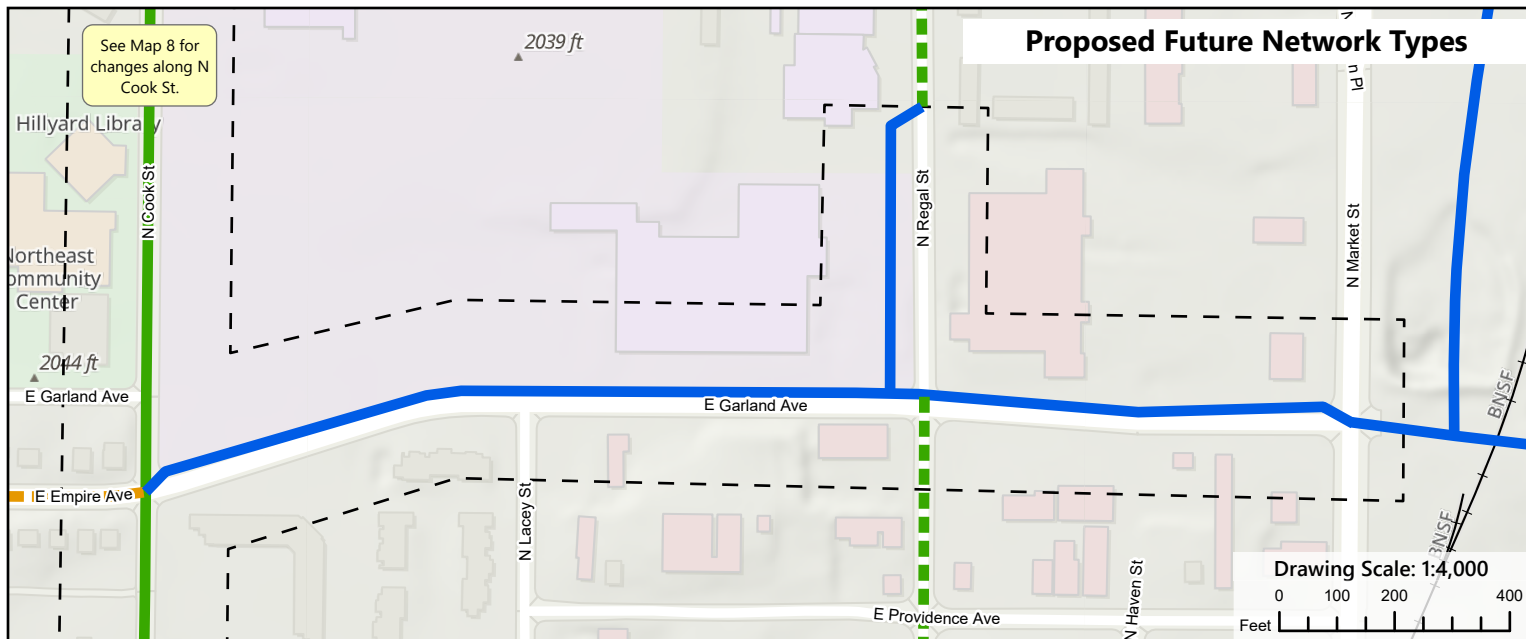 Proposed Future Network Types
See Map 8 for
changes along N
Cook St.
2039 ft
Hillyard Library
N Cook St
N Regal St
N Market St
Northeast
Community
Center
2044 ft
E Garland Ave
E Garland Ave
E Empire Ave
BNSF
BNSF
N Lacey St
N Haven St
E Providence Ave
Drawing Scale: 1:4,000
0 100 200 300 400
Feet